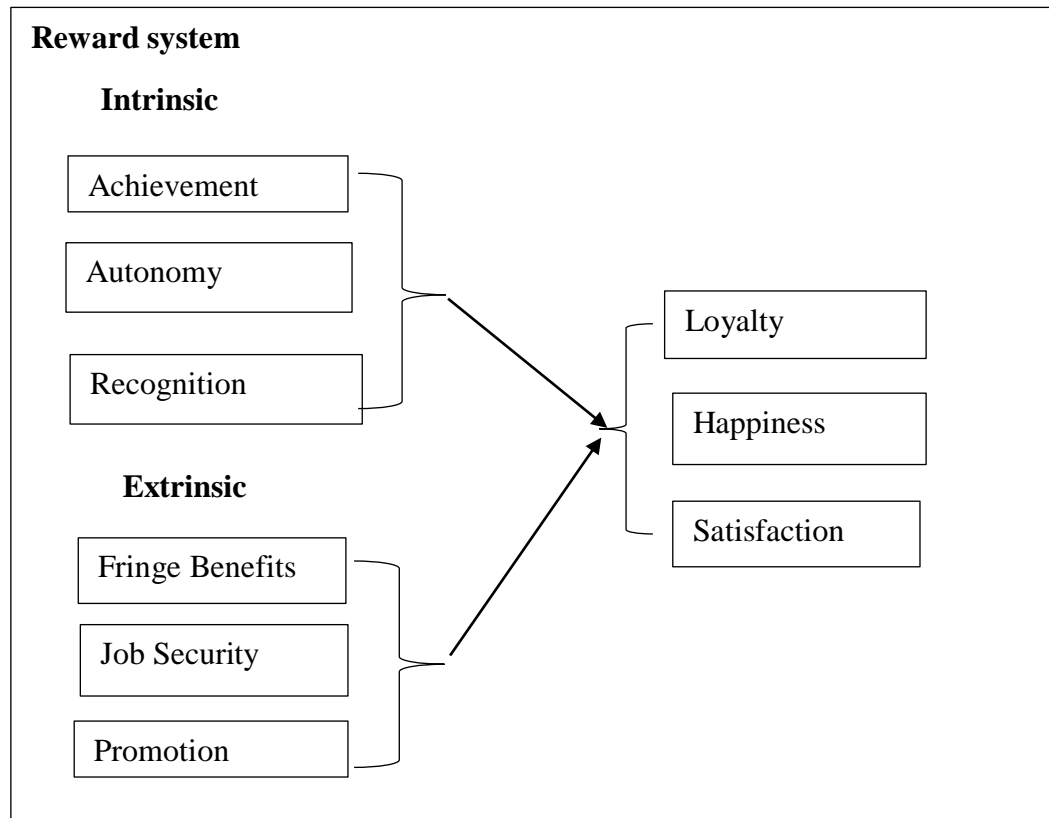 Reward system
Intrinsic
Achievement
Autonomy
Recognition
Extrinsic
Fringe Benefits
Job Security
Promotion
Loyalty
Happiness
Satisfaction